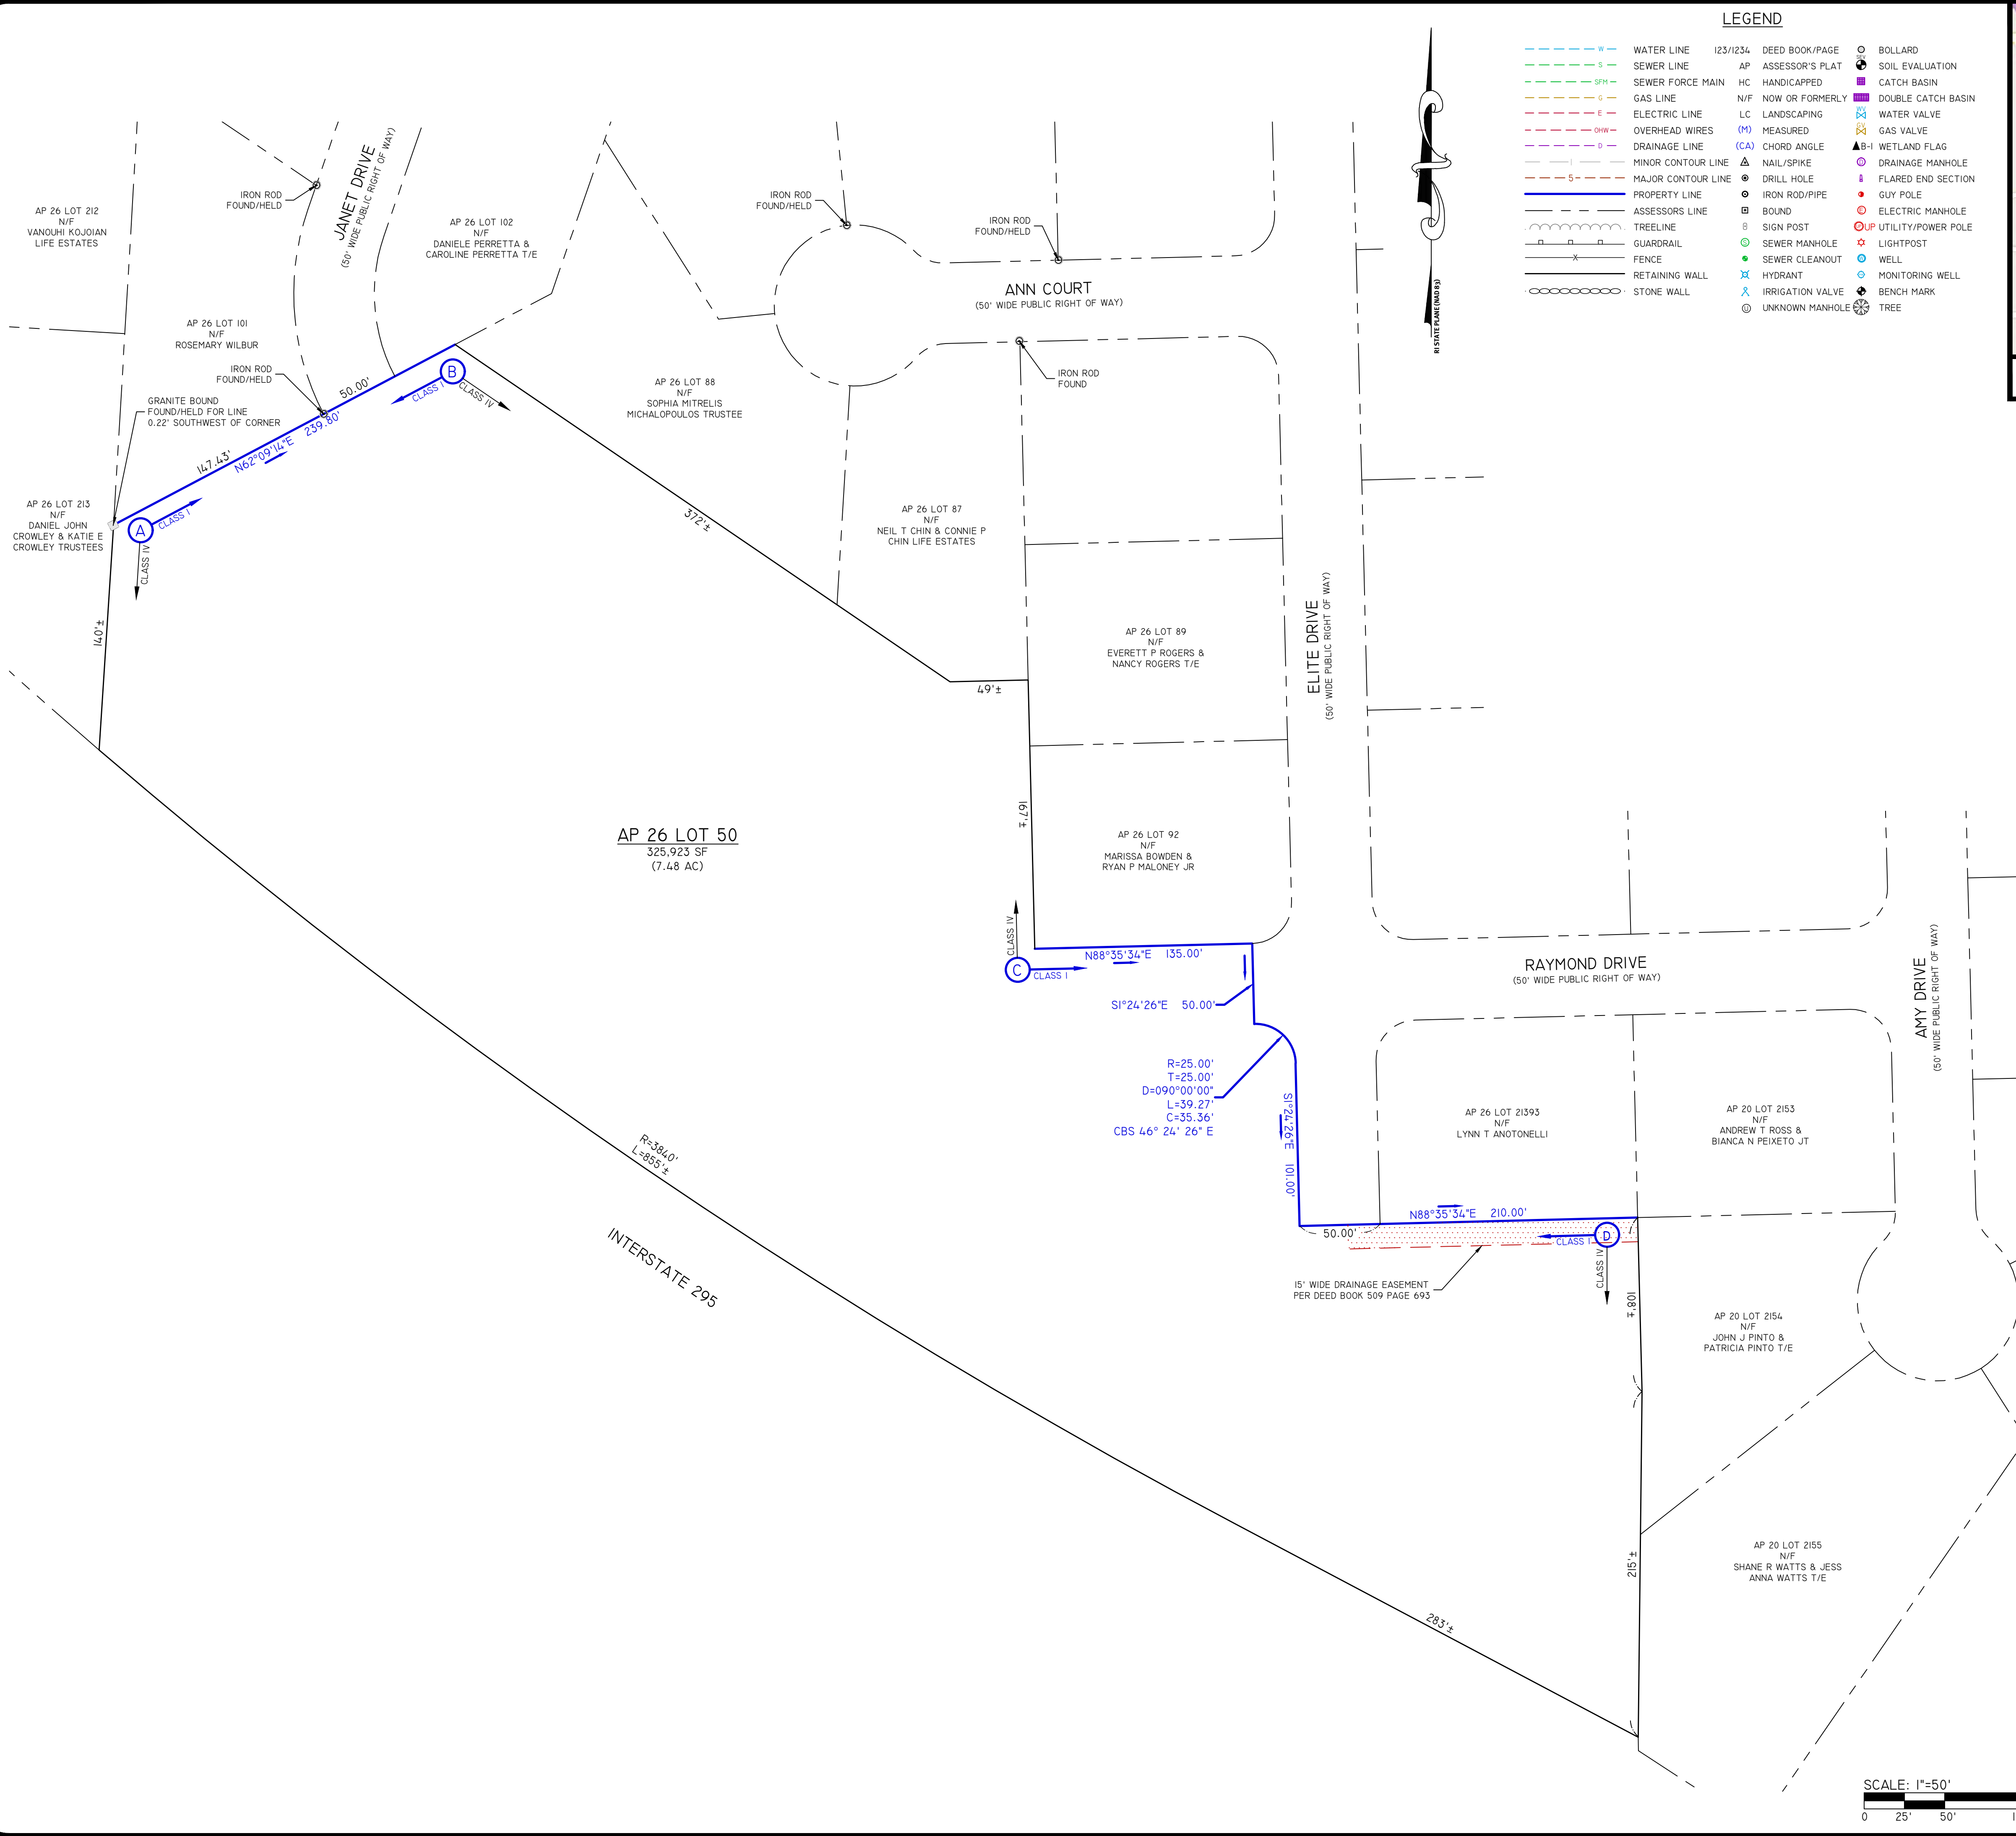 LEGEND
W
WATER LINE
S
SEWER LINE
SFM
SEWER FORCE MAIN
G
GAS LINE
E
ELECTRIC LINE
OHW
OVERHEAD WIRES
D
DRAINAGE LINE
1
MINOR CONTOUR LINE
5
MAJOR CONTOUR LINE
PROPERTY LINE
ASSESSORS LINE
TREELINE
GUARDRAIL
X
FENCE
RETAINING WALL
STONE WALL
123/1234 DEED BOOK/PAGE
AP ASSESSOR'S PLAT
HC HANDICAPPED
N/F NOW OR FORMERLY
LC LANDSCAPING
(M) MEASURED
(CA) CHORD ANGLE
NAIL/SPIKE
DRILL HOLE
IRON ROD/PIPE
BOUND
SIGN POST
S SEWER MANHOLE
SEWER CLEANOUT
HYDRANT
IRRIGATION VALVE
U UNKNOWN MANHOLE
BOLLARD
SOIL EVALUATION
CATCH BASIN
DOUBLE CATCH BASIN
WV WATER VALVE
GV GAS VALVE
B-1 WETLAND FLAG
D DRAINAGE MANHOLE
FLARED END SECTION
GUY POLE
E ELECTRIC MANHOLE
UP UTILITY/POWER POLE
LIGHTPOST
WELL
MONITORING WELL
BENCH MARK
TREE
RI STATE PLANE (NAD 83)
AP 26 LOT 212
N/F
VANOUHI KOJOIAN
LIFE ESTATES
IRON ROD
FOUND/HELD
JANET DRIVE
(50' WIDE PUBLIC RIGHT OF WAY)
AP 26 LOT 102
N/F
DANIELE PERRETTA &
CAROLINE PERRETTA T/E
IRON ROD
FOUND/HELD
IRON ROD
FOUND/HELD
ANN COURT
(50' WIDE PUBLIC RIGHT OF WAY)
AP 26 LOT 101
N/F
ROSEMARY WILBUR
IRON ROD
FOUND/HELD
GRANITE BOUND
FOUND/HELD FOR LINE
0.22' SOUTHWEST OF CORNER
50.00'
147.43'
N62°09'14"E 239.80'
B
CLASS I
CLASS IV
AP 26 LOT 88
N/F
SOPHIA MITRELIS
MICHALOPOULOS TRUSTEE
IRON ROD
FOUND
AP 26 LOT 213
N/F
DANIEL JOHN
CROWLEY & KATIE E
CROWLEY TRUSTEES
A
CLASS I
CLASS IV
140'±
372'±
AP 26 LOT 87
N/F
NEIL T CHIN & CONNIE P
CHIN LIFE ESTATES
49'±
AP 26 LOT 89
N/F
EVERETT P ROGERS &
NANCY ROGERS T/E
ELITE DRIVE
(50' WIDE PUBLIC RIGHT OF WAY)
167'±
AP 26 LOT 50
325,923 SF
(7.48 AC)
AP 26 LOT 92
N/F
MARISSA BOWDEN &
RYAN P MALONEY JR
CLASS IV
C
CLASS I
N88°35'34"E 135.00'
S1°24'26"E 50.00'
RAYMOND DRIVE
(50' WIDE PUBLIC RIGHT OF WAY)
AMY DRIVE
(50' WIDE PUBLIC RIGHT OF WAY)
R=25.00'
T=25.00'
D=090°00'00"
L=39.27'
C=35.36'
CBS 46° 24' 26" E
S1°24'26"E 101.00'
AP 26 21393
N/F
LYNN T ANOTONELLI
AP 20 2153
N/F
ANDREW T ROSS &
BIANCA N PEIXETO JT
N88°35'34"E 210.00'
50.00'
CLASS I
D
CLASS IV
15' WIDE DRAINAGE EASEMENT
PER DEED BOOK 509 PAGE 693
108'±
AP 20 LOT 2154
N/F
JOHN J PINTO &
PATRICIA PINTO T/E
R=3840'
L=855'±
INTERSTATE 295
215'±
AP 20 LOT 2155
N/F
SHANE R WATTS & JESS
ANNA WATTS T/E
283'±
SCALE: 1"=50'
0 25' 50'